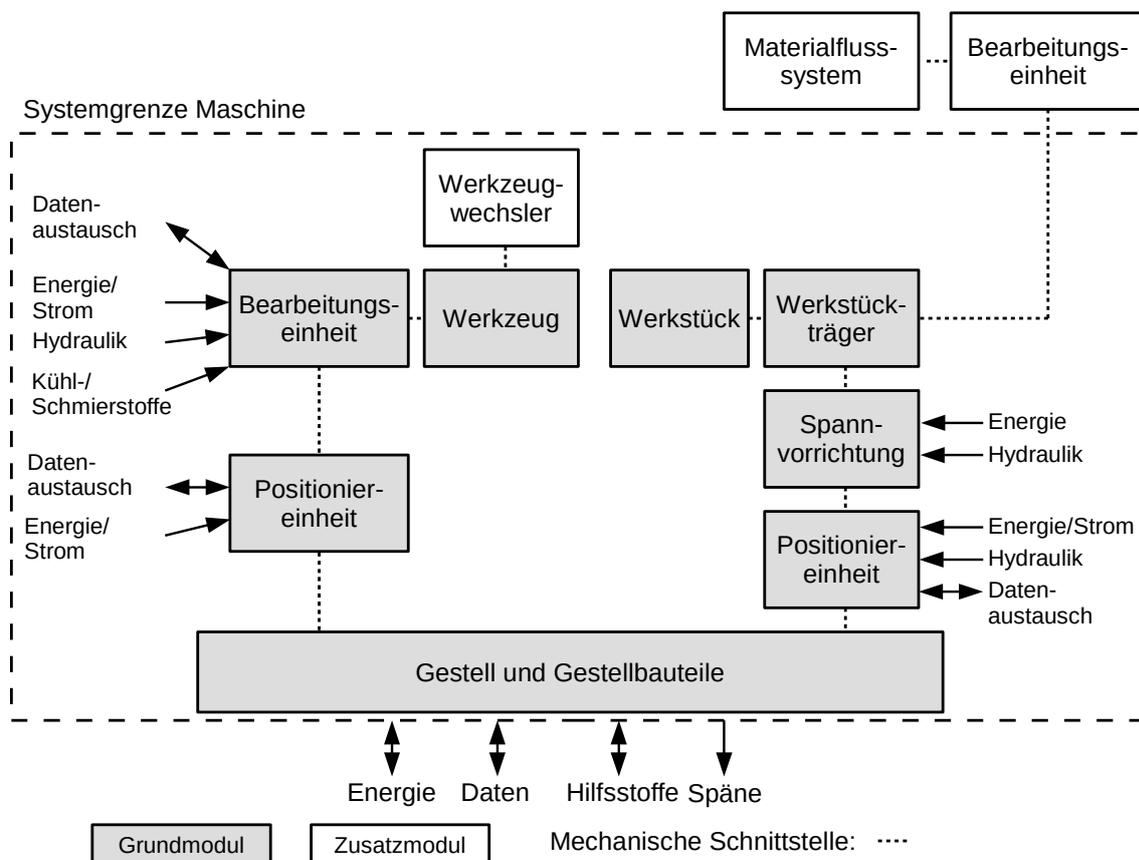 Materialfluss-
system
Bearbeitungs-
einheit
Systemgrenze Maschine
Werkzeug-
wechsler
Daten-
austausch
Energie/
Strom
Hydraulik
Kühl-/
Schmierstoffe
Bearbeitungs-
einheit
Werkzeug
Werkstück
Werkstück-
träger
Spann-
vorrichtung
Energie
Hydraulik
Daten-
austausch
Energie/
Strom
Positionier-
einheit
Positionier-
einheit
Energie/Strom
Hydraulik
Daten-
austausch
Gestell und Gestellbauteile
Energie
Daten
Hilfsstoffe
Späne
Grundmodul
Zusatzmodul
Mechanische Schnittstelle: